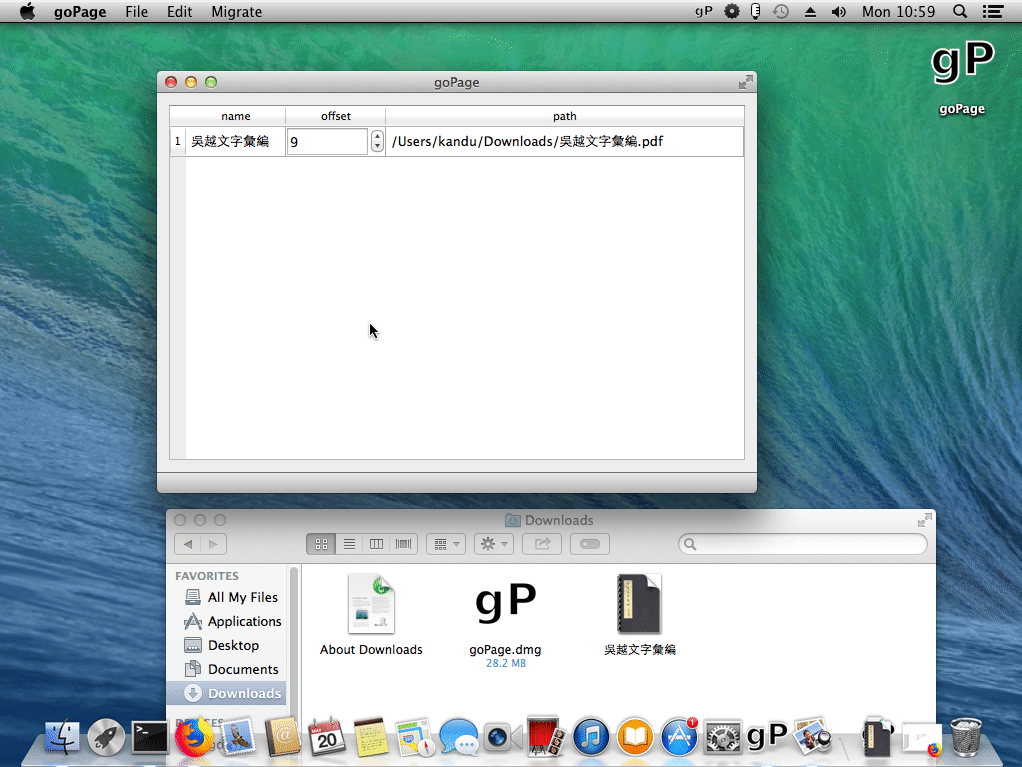 goPage File Edit Migrate gP Mon 10:59
gP
goPage
goPage
name offset path
1 吳越文字彙編 9 /Users/kandu/Downloads/吳越文字彙編.pdf
Downloads
FAVORITES
All My Files
Applications
Desktop
Documents
Downloads
gP
About Downloads goPage.dmg 吳越文字彙編
28.2 MB
20 1 gP